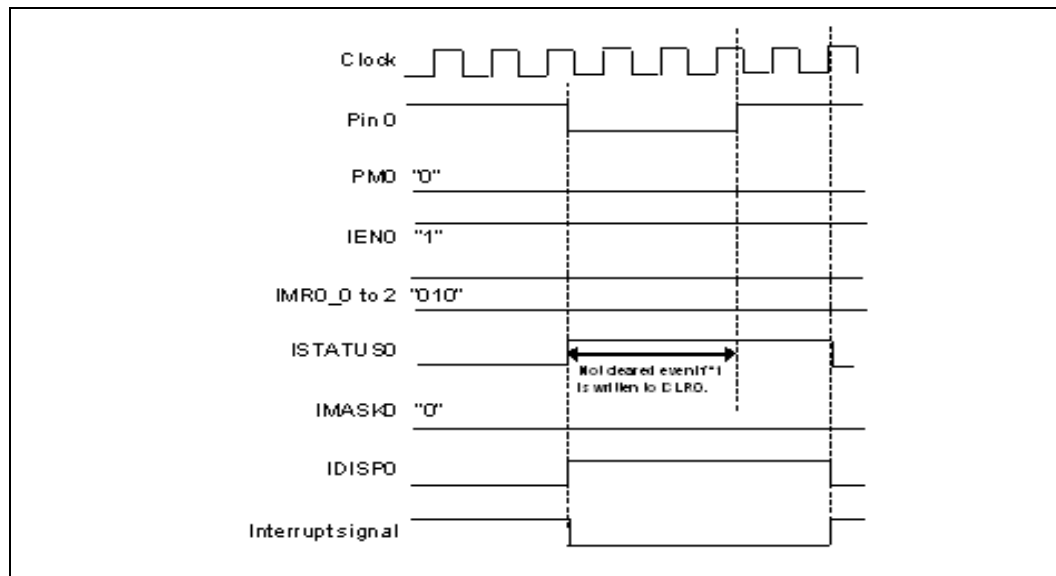 Clock
Pin 0
PM0 "0"
IEN0 "1"
IMR0_0 to 2 "010"
ISTATUS0
Not cleared even if "1
is written to CLR0.
IMASK0 "0"
IDISP0
Interrupt signal